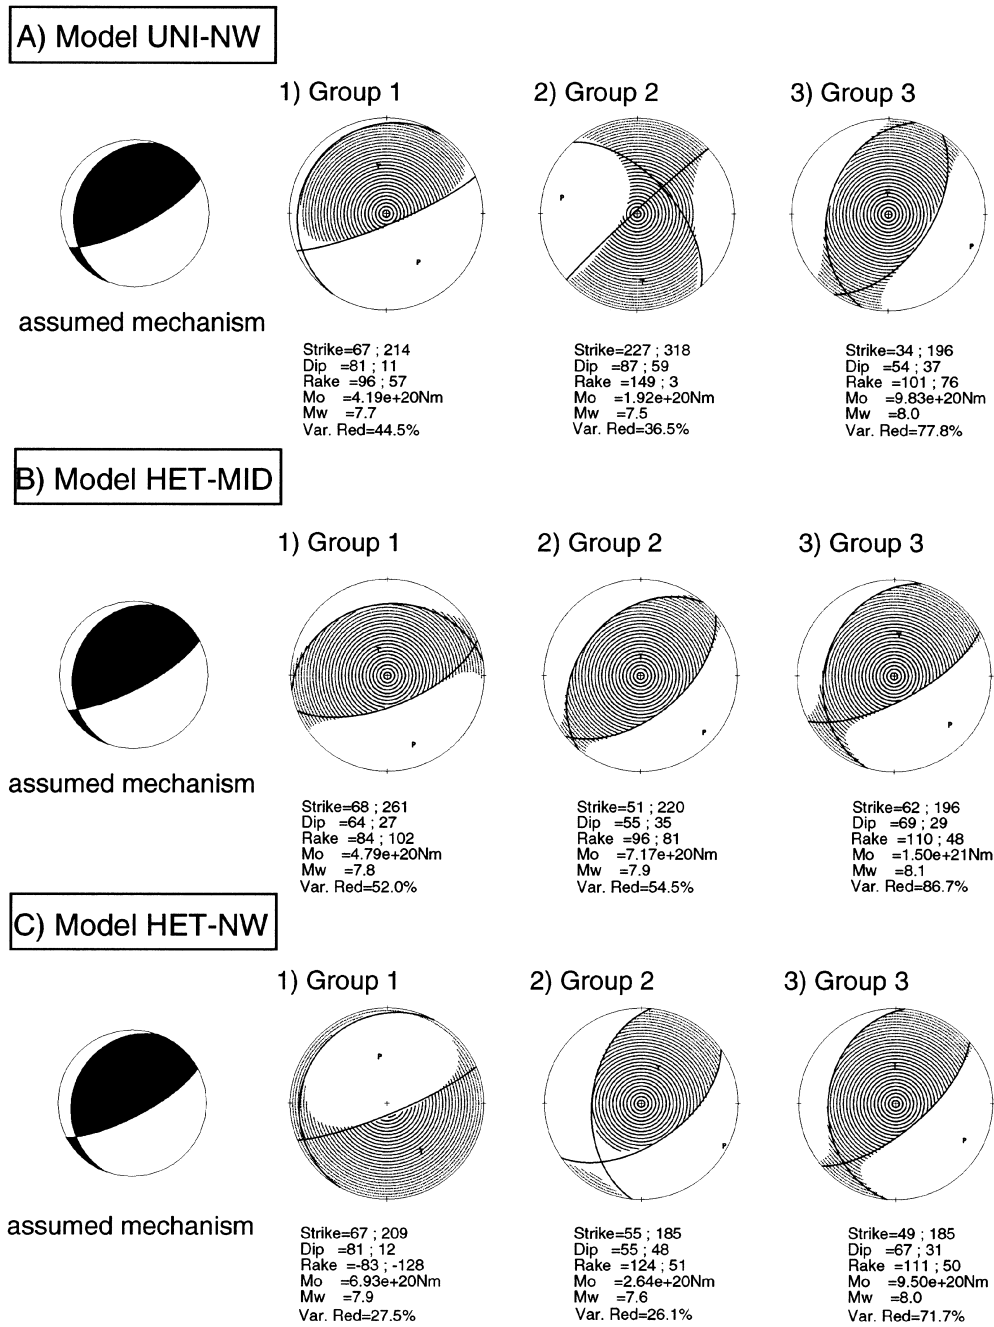 A) Model UNI-NW
1) Group 1
2) Group 2
3) Group 3
T
P
P
T
T
P
assumed mechanism
Strike=67 ; 214
Dip =81 ; 11
Rake =96 ; 57
Mo =4.19e+20Nm
Mw =7.7
Var. Red=44.5%
Strike=227 ; 318
Dip =87 ; 59
Rake =149 ; 3
Mo =1.92e+20Nm
Mw =7.5
Var. Red=36.5%
Strike=34 ; 196
Dip =54 ; 37
Rake =101 ; 76
Mo =9.83e+20Nm
Mw =8.0
Var. Red=77.8%
B) Model HET-MID
1) Group 1
2) Group 2
3) Group 3
T
P
T
P
T
P
assumed mechanism
Strike=68 ; 261
Dip =64 ; 27
Rake =84 ; 102
Mo =4.79e+20Nm
Mw =7.8
Var. Red=52.0%
Strike=51 ; 220
Dip =55 ; 35
Rake =96 ; 81
Mo =7.17e+20Nm
Mw =7.9
Var. Red=54.5%
Strike=62 ; 196
Dip =69 ; 29
Rake =110 ; 48
Mo =1.50e+21Nm
Mw =8.1
Var. Red=86.7%
C) Model HET-NW
1) Group 1
2) Group 2
3) Group 3
P
T
T
P
T
P
assumed mechanism
Strike=67 ; 209
Dip =81 ; 12
Rake =-83 ; -128
Mo =6.93e+20Nm
Mw =7.9
Var. Red=27.5%
Strike=55 ; 185
Dip =55 ; 48
Rake =124 ; 51
Mo =2.64e+20Nm
Mw =7.6
Var. Red=26.1%
Strike=49 ; 185
Dip =67 ; 31
Rake =111 ; 50
Mo =9.50e+20Nm
Mw =8.0
Var. Red=71.7%